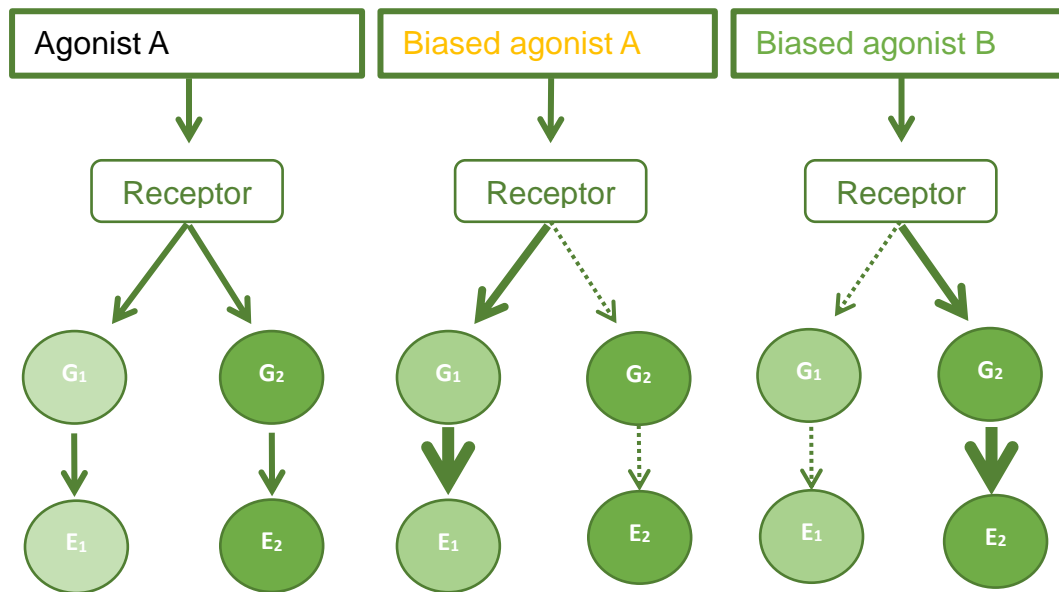 Agonist A
Biased agonist A
Biased agonist B
Receptor
Receptor
Receptor
G₁
G₂
G₁
G₂
G₁
G₂
E₁
E₂
E₁
E₂
E₁
E₂